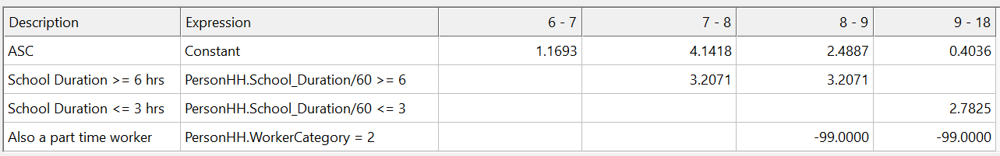 Description Expression 6 - 7 7 - 8 8 - 9 9 - 18
ASC Constant 1.1693 4.1418 2.4887 0.4036
School Duration >= 6 hrs PersonHH.School_Duration/60 >= 6 3.2071 3.2071
School Duration <= 3 hrs PersonHH.School_Duration/60 <= 3 2.7825
Also a part time worker PersonHH.WorkerCategory = 2 -99.0000 -99.0000